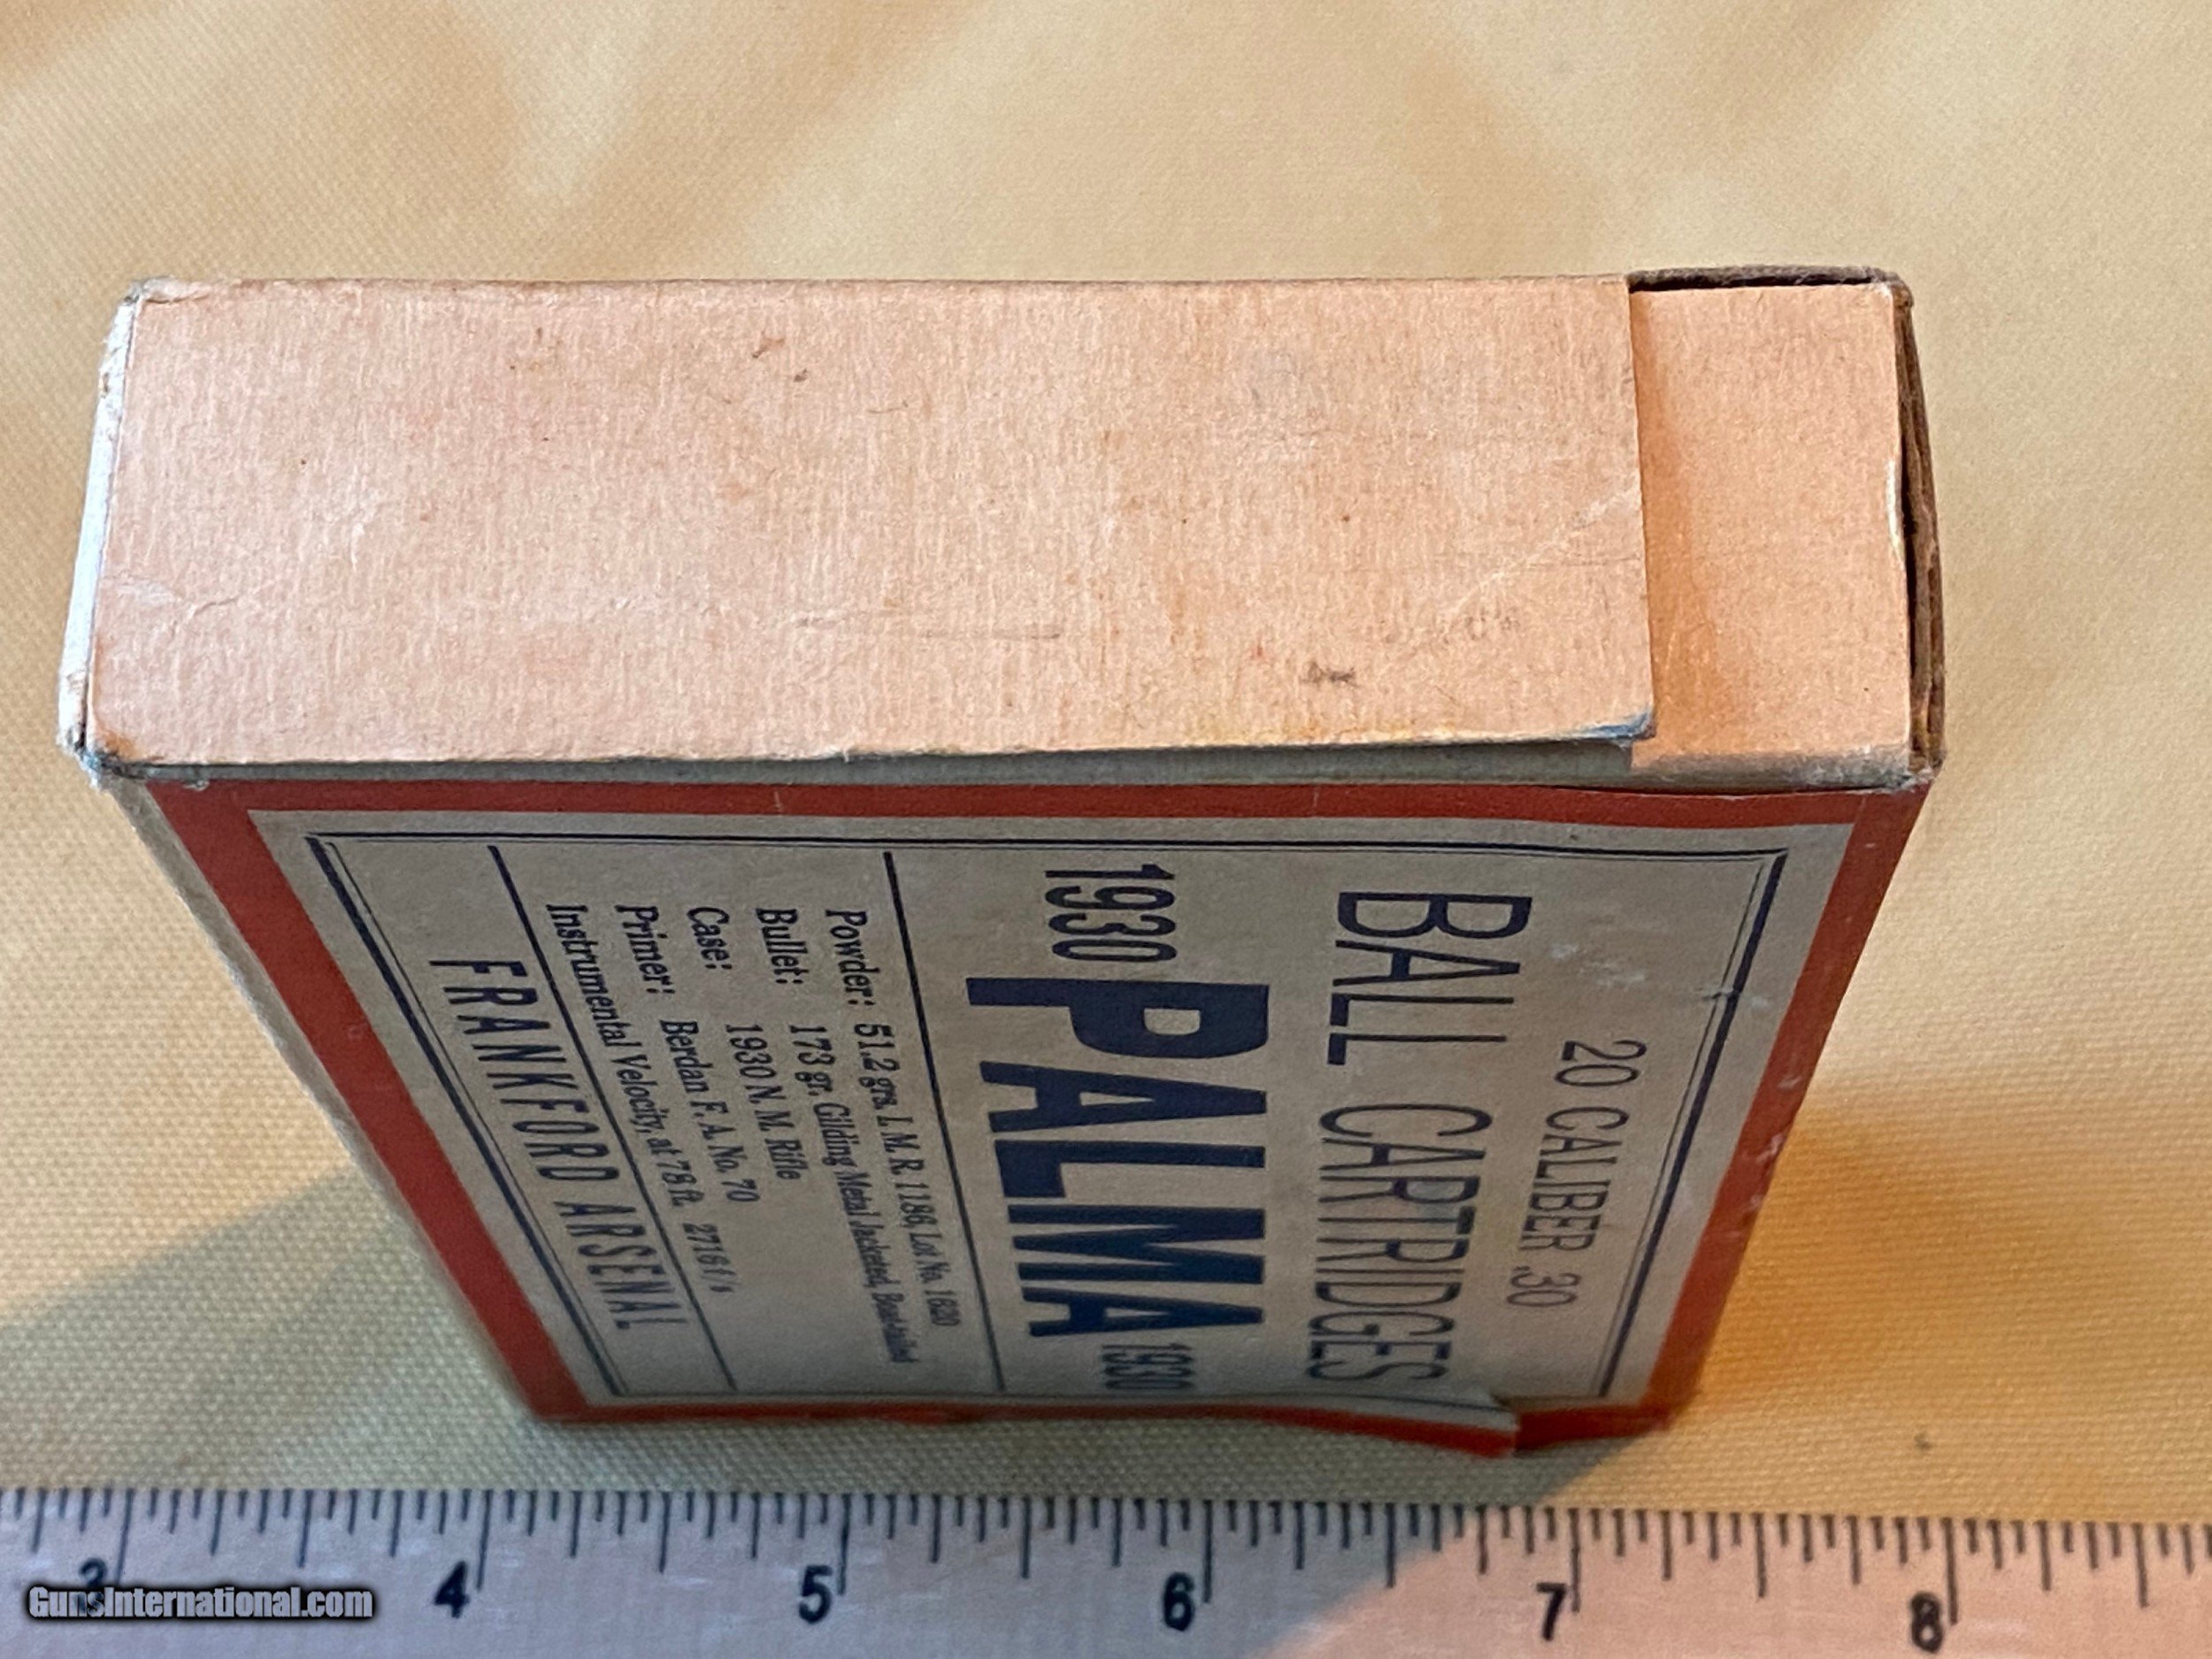 20 CALIBER .30
BALL CARTRIDGES
1930 PALMA 1930
Powder: 51.2 grs. I. M. R. 1186, Lot No. 1620
Bullet: 173 gr. Gilding Metal Jacketed, Boat-tailed
Case: 1930 N. M. Rifle
Primer: Berdan F. A. No. 70
Instrumental Velocity, at 78 ft. 2716 f/s
FRANKFORD ARSENAL
3 4 5 6 7 8
GunsInternational.com